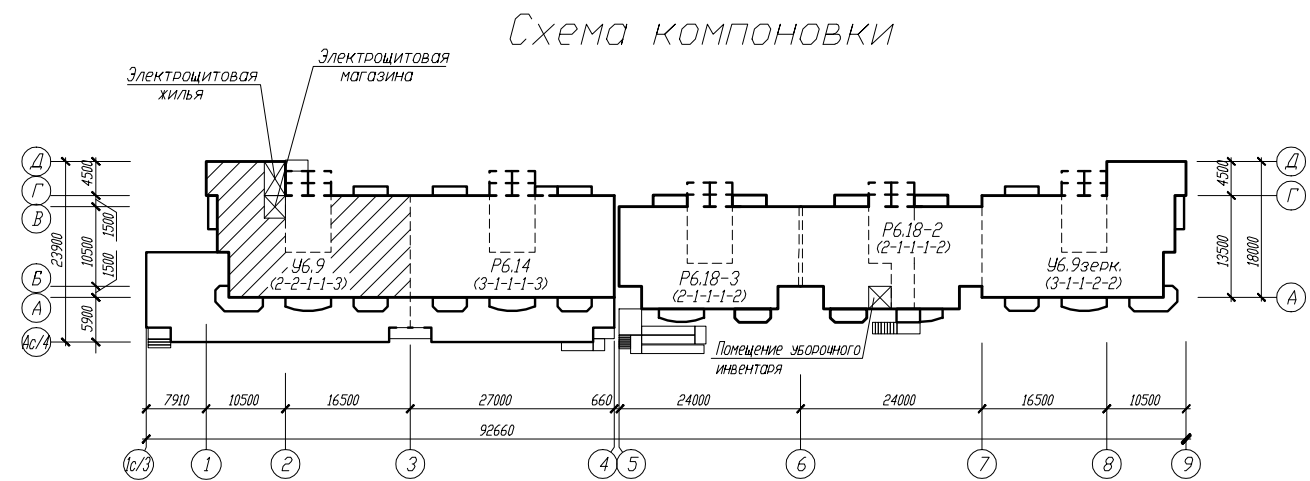 Схема компоновки
Электрощитовая
магазина
Электрощитовая
жилья
Д
Г
В
Б
А
Ас/4
4500
1500
10500
1500
5900
23900
У6.9
(2-2-1-1-3)
Р6.14
(3-1-1-1-3)
Р6.18-3
(2-1-1-1-2)
Р6.18-2
(2-1-1-1-2)
У6.9зерк.
(3-1-1-2-2)
Помещение уборочного
инвентаря
Д
Г
А
4500
13500
18000
7910 10500 16500 27000 660 24000 24000 16500 10500
92660
1с/3 1 2 3 4 5 6 7 8 9